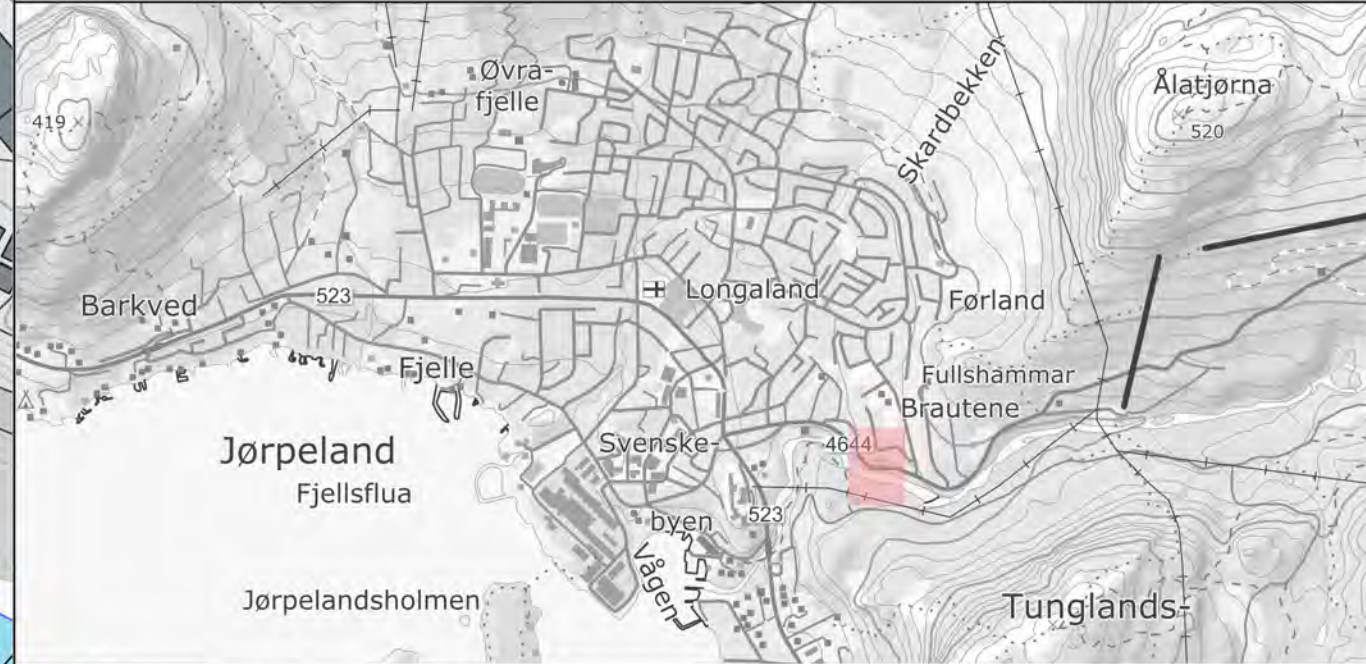 Øvra-
fjelle
Skardbekken
Ålatjørna
520
419
Barkved
523
Longaland
Førland
Fjelle
Fullshammar
Brautene
Jørpeland
Fjellsflua
Svenske-
byen
4644
523
Vågen
Jørpelandsholmen
Tunglands-